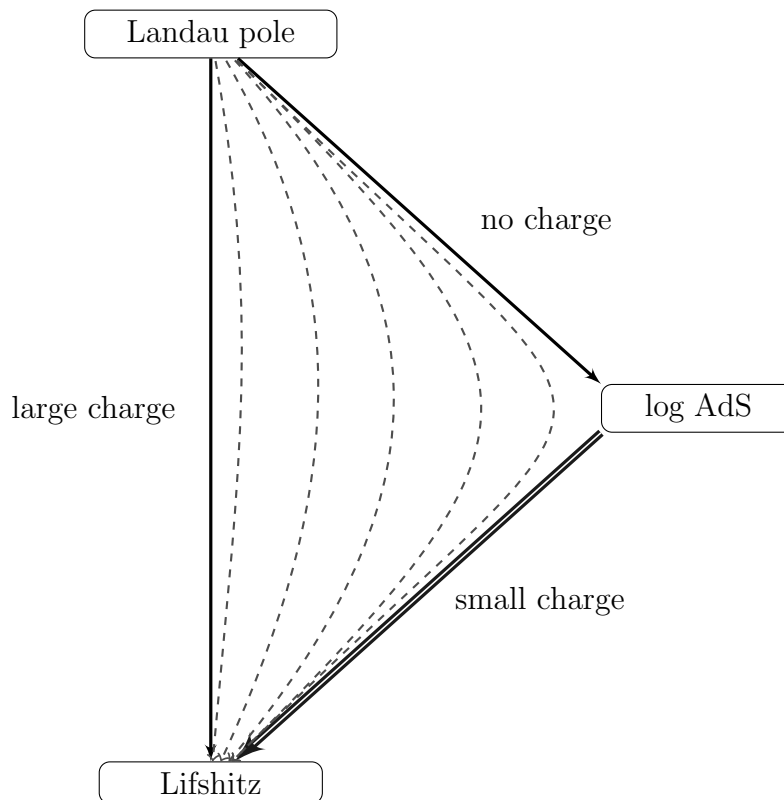 Landau pole
no charge
large charge
log AdS
small charge
Lifshitz